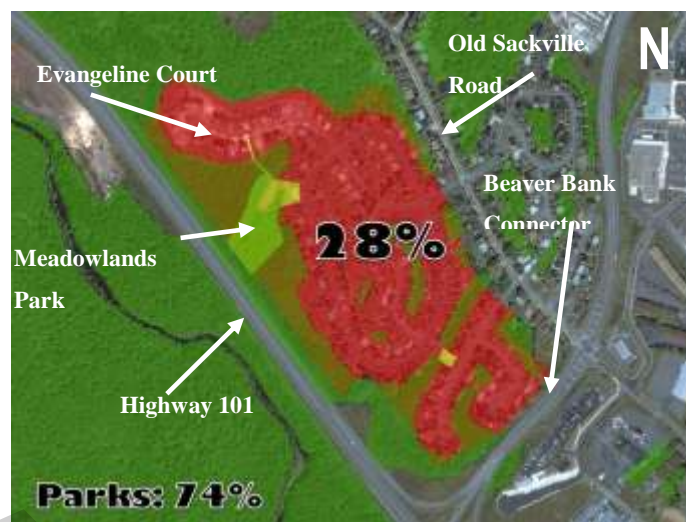 Old Sackville
Road
N
Evangeline Court
Beaver Bank
Connector
28%
Meadowlands
Park
Highway 101
Parks: 74%